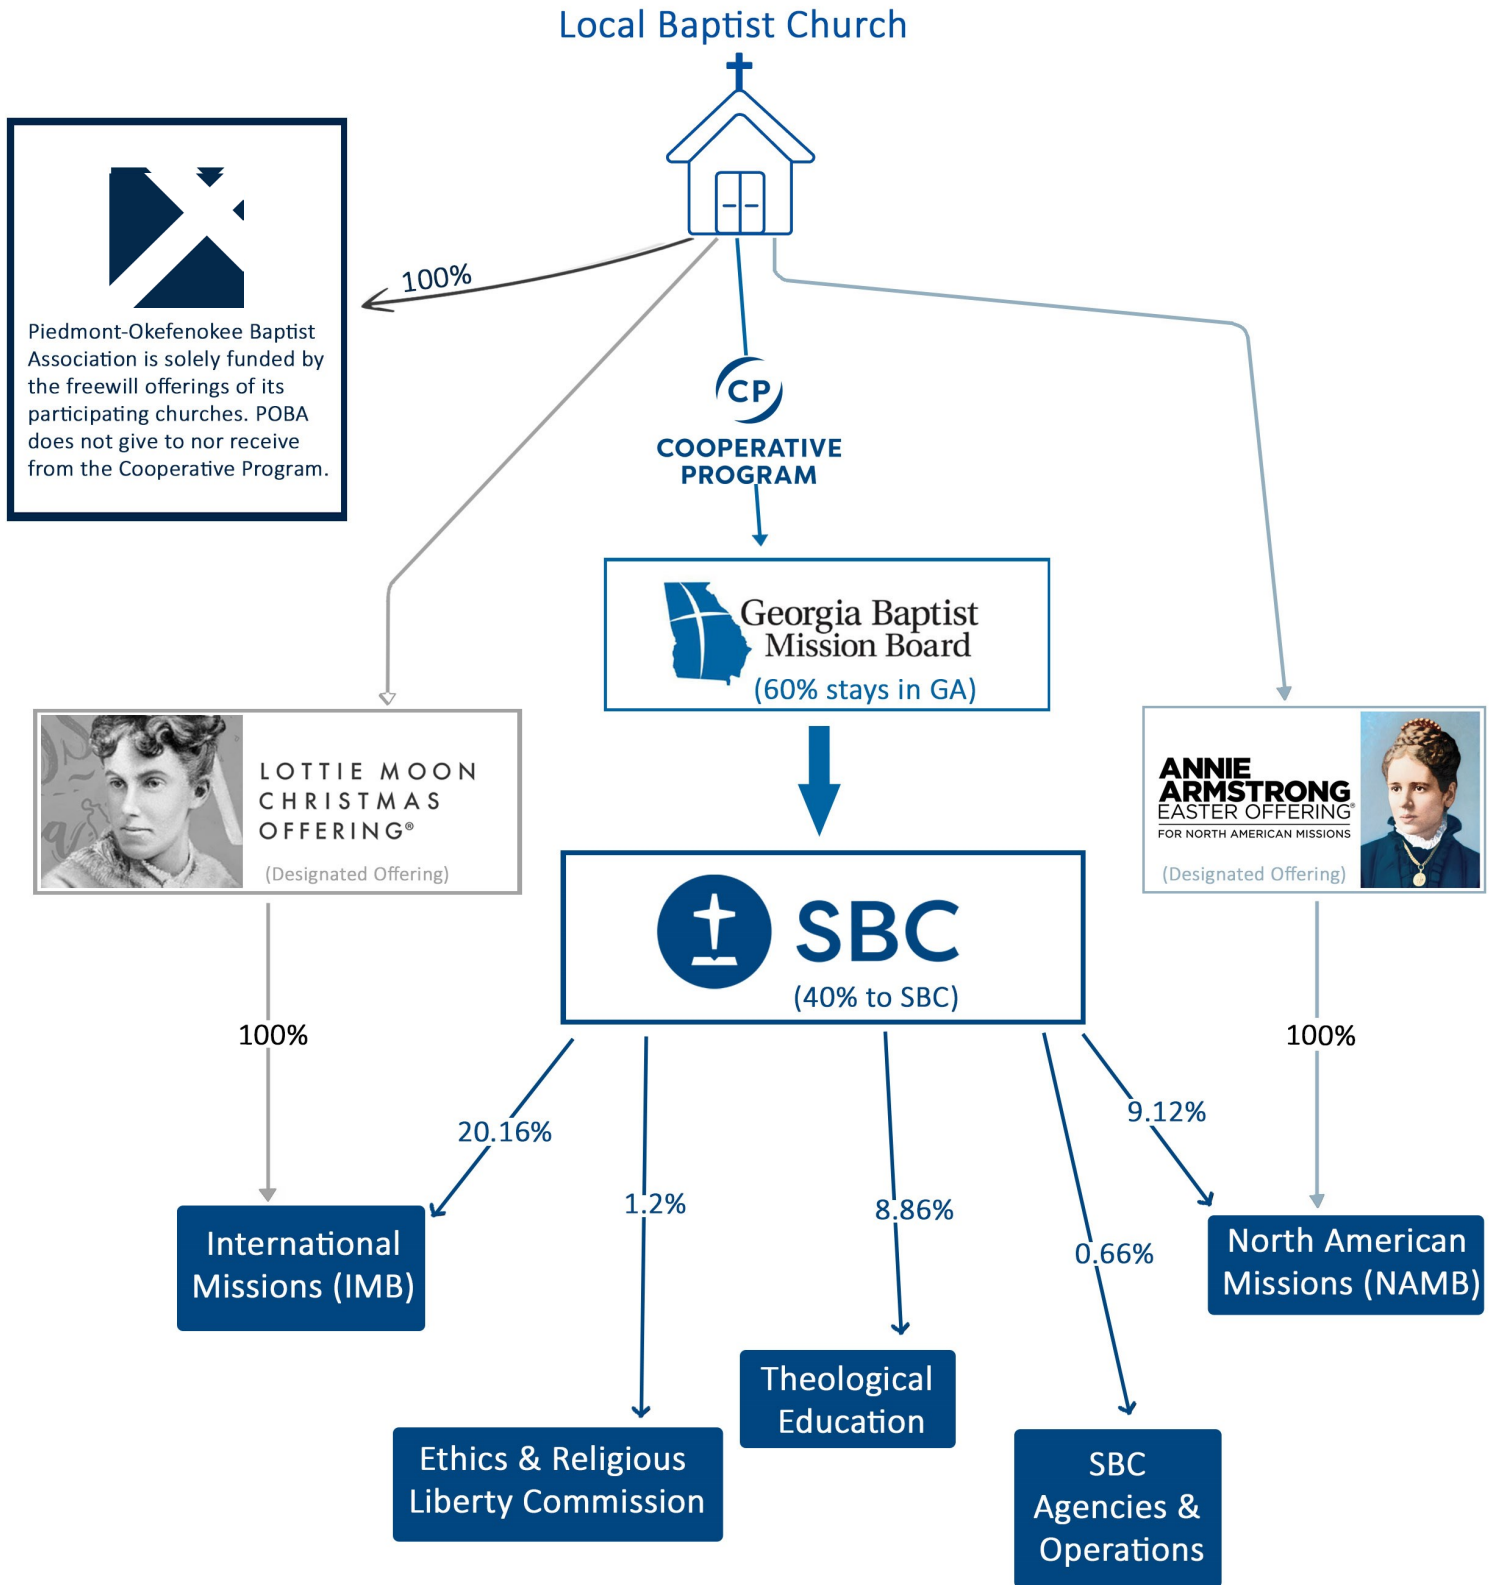 Local Baptist Church
100%
Piedmont-Okefenokee Baptist
Association is solely funded by
the freewill offerings of its
participating churches. POBA
does not give to nor receive
from the Cooperative Program.
CP
COOPERATIVE
PROGRAM
Georgia Baptist
Mission Board
(60% stays in GA)
LOTTIE MOON
CHRISTMAS
OFFERING®
(Designated Offering)
ANNIE
ARMSTRONG
EASTER OFFERING®
FOR NORTH AMERICAN MISSIONS
(Designated Offering)
SBC
(40% to SBC)
100%
100%
20.16%
1.2%
8.86%
0.66%
9.12%
International
Missions (IMB)
North American
Missions (NAMB)
Theological
Education
Ethics & Religious
Liberty Commission
SBC
Agencies &
Operations